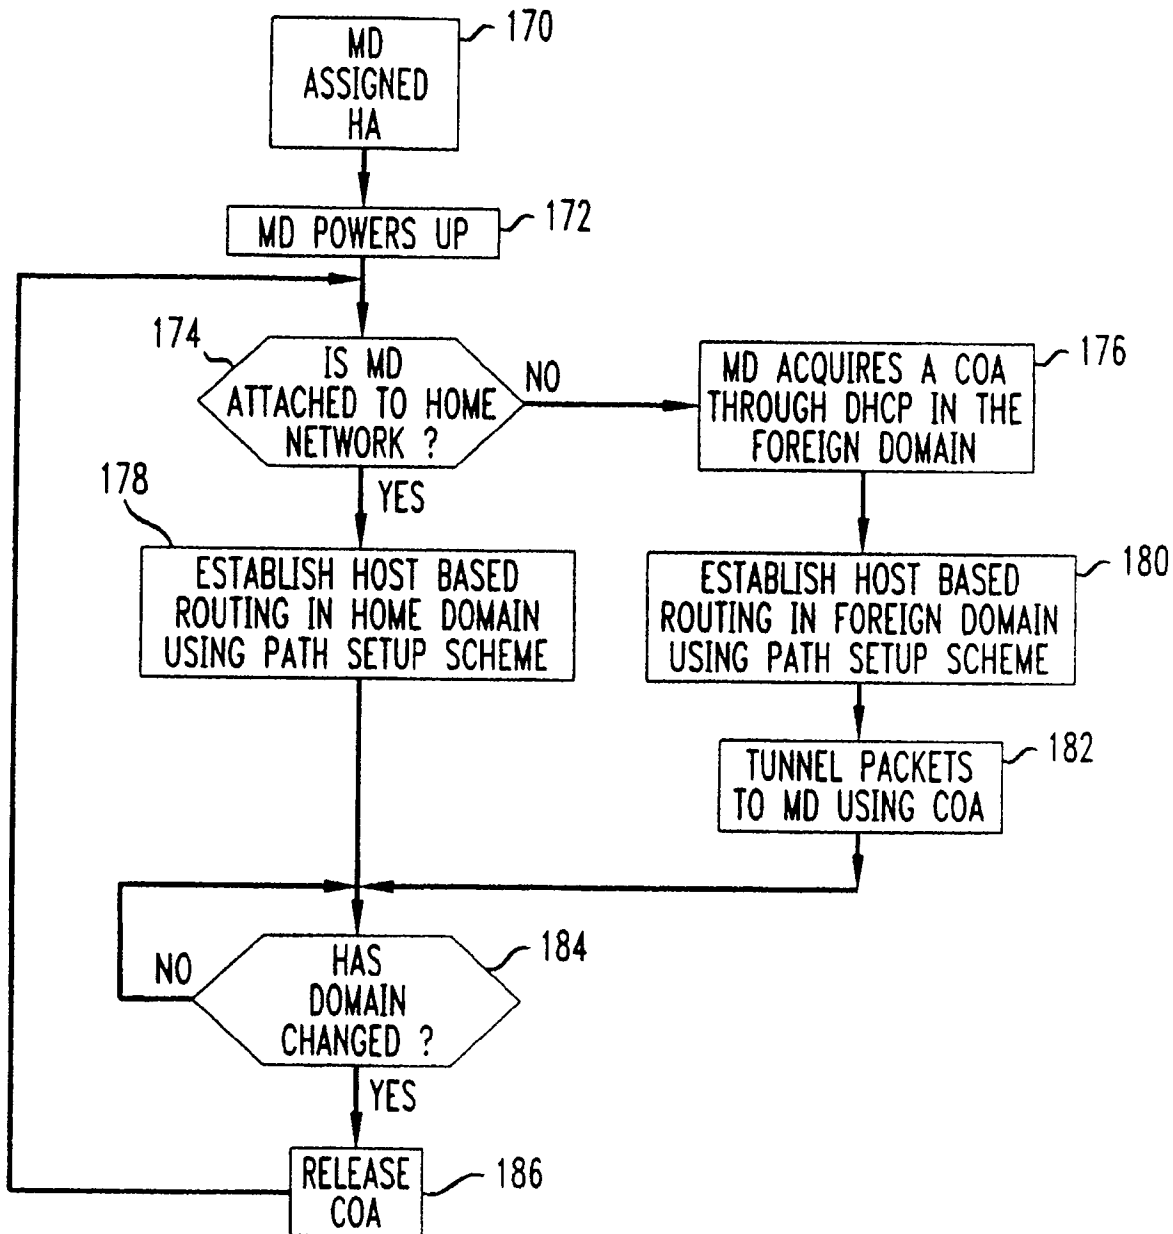 MD
ASSIGNED
HA
170
MD POWERS UP
172
174
IS MD
ATTACHED TO HOME
NETWORK ?
NO
YES
MD ACQUIRES A COA
THROUGH DHCP IN THE
FOREIGN DOMAIN
176
178
ESTABLISH HOST BASED
ROUTING IN HOME DOMAIN
USING PATH SETUP SCHEME
ESTABLISH HOST BASED
ROUTING IN FOREIGN DOMAIN
USING PATH SETUP SCHEME
180
TUNNEL PACKETS
TO MD USING COA
182
HAS
DOMAIN
CHANGED ?
184
NO
YES
RELEASE
COA
186